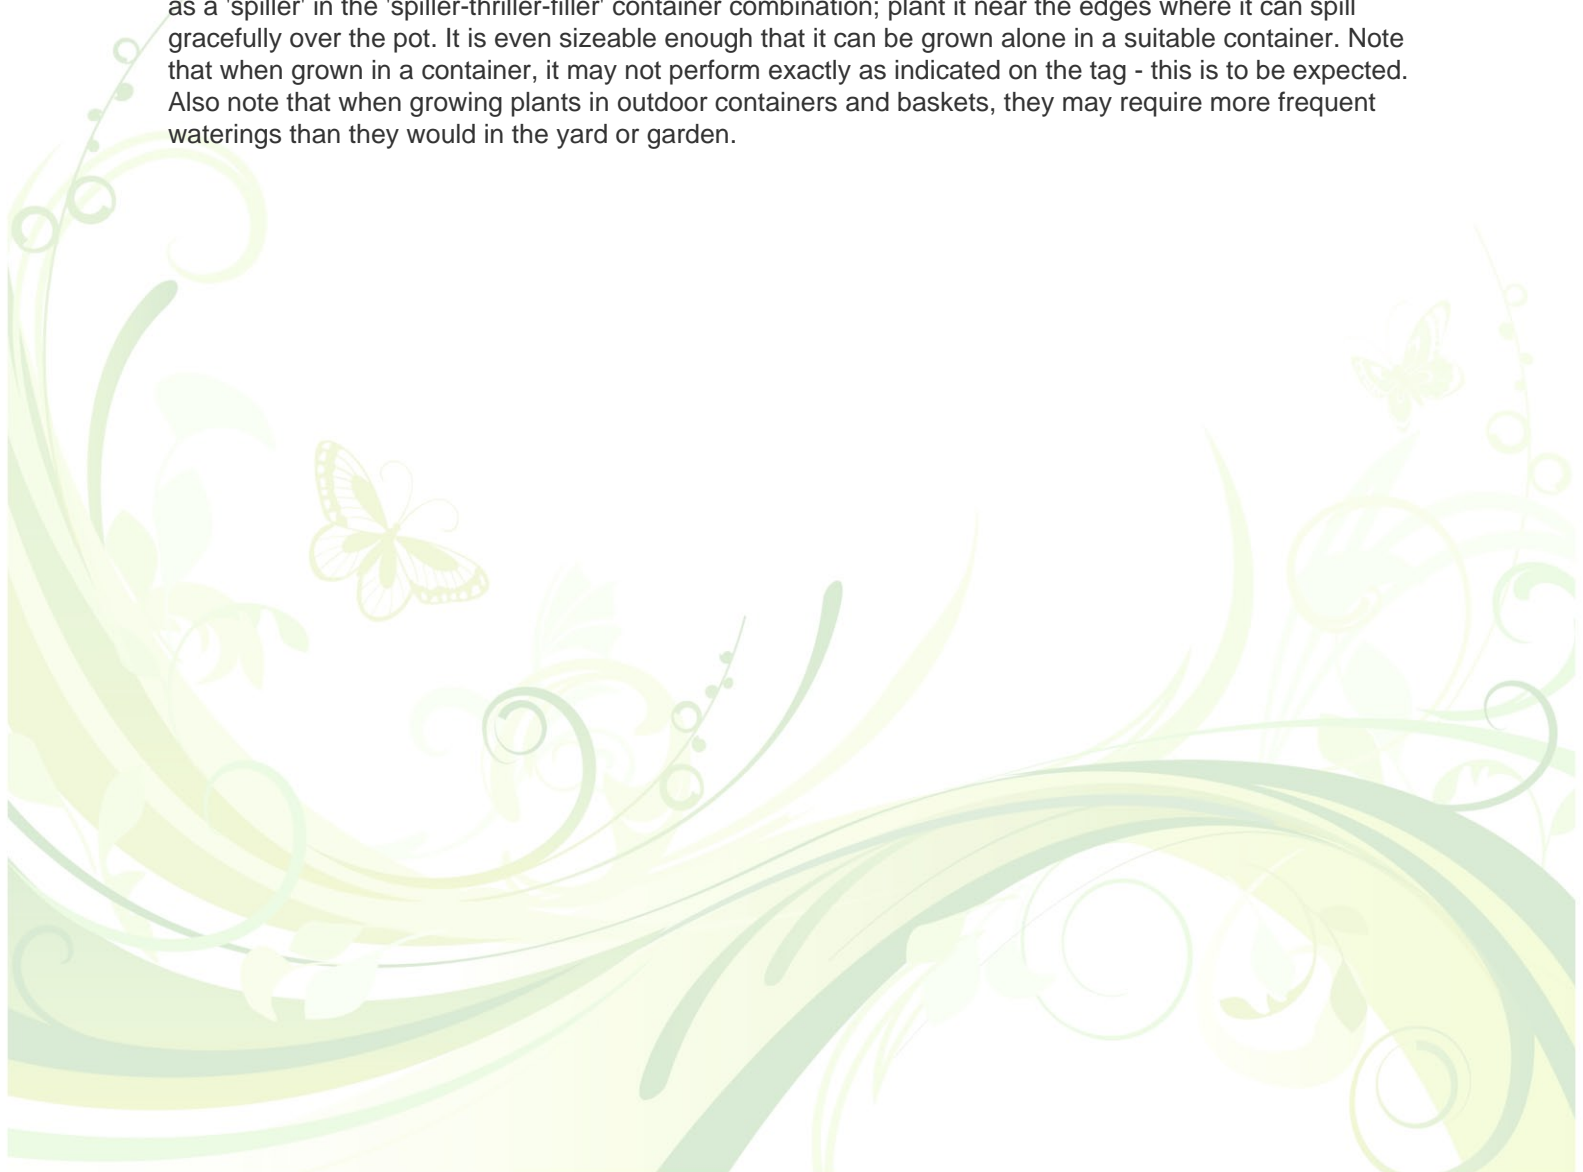 as a 'spiller' in the 'spiller-thriller-filler' container combination; plant it near the edges where it can spill
gracefully over the pot. It is even sizeable enough that it can be grown alone in a suitable container. Note
that when grown in a container, it may not perform exactly as indicated on the tag - this is to be expected.
Also note that when growing plants in outdoor containers and baskets, they may require more frequent
waterings than they would in the yard or garden.